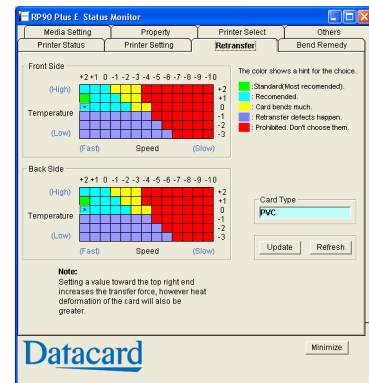 RP90 Plus E Status Monitor
Media Setting Property Printer Select Others
Printer Status Printer Setting Retransfer Bend Remedy
Front Side
The color shows a hint for the choice.
+2 +1 0 -1 -2 -3 -4 -5 -6 -7 -8 -9 -10
:Standard(Most recomended).
: Recomended.
: Card bends much.
: Retransfer defects happen.
: Prohibited. Don't choose them.
(High)
Temperature
(Low)
+2
+1
0
-1
-2
-3
(Fast) Speed (Slow)
Back Side
+2 +1 0 -1 -2 -3 -4 -5 -6 -7 -8 -9 -10
(High)
Temperature
(Low)
+2
+1
0
-1
-2
-3
(Fast) Speed (Slow)
Card Type
PVC
Update Refresh
Note:
Setting a value toward the top right end
increases the transfer force, however heat
deformation of the card will also be
greater.
Datacard
Minimize